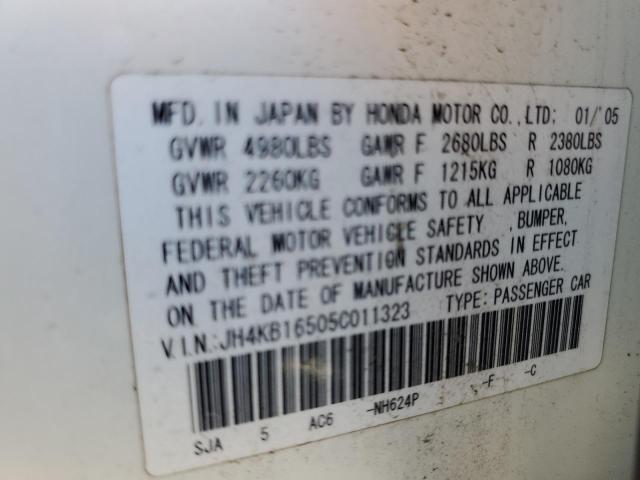 MFD. IN JAPAN BY HONDA MOTOR CO.,LTD; 01/'05
GVWR 4980LBS GAWR F 2680LBS R 2380LBS
GVWR 2260KG GAWR F 1215KG R 1080KG
THIS VEHICLE CONFORMS TO ALL APPLICABLE
FEDERAL MOTOR VEHICLE SAFETY ,BUMPER,
AND THEFT PREVENTION STANDARDS IN EFFECT
ON THE DATE OF MANUFACTURE SHOWN ABOVE.
V.I.N.:JH4KB16505C011323 TYPE: PASSENGER CAR
SJA 5 AC6 -NH624P -F -C